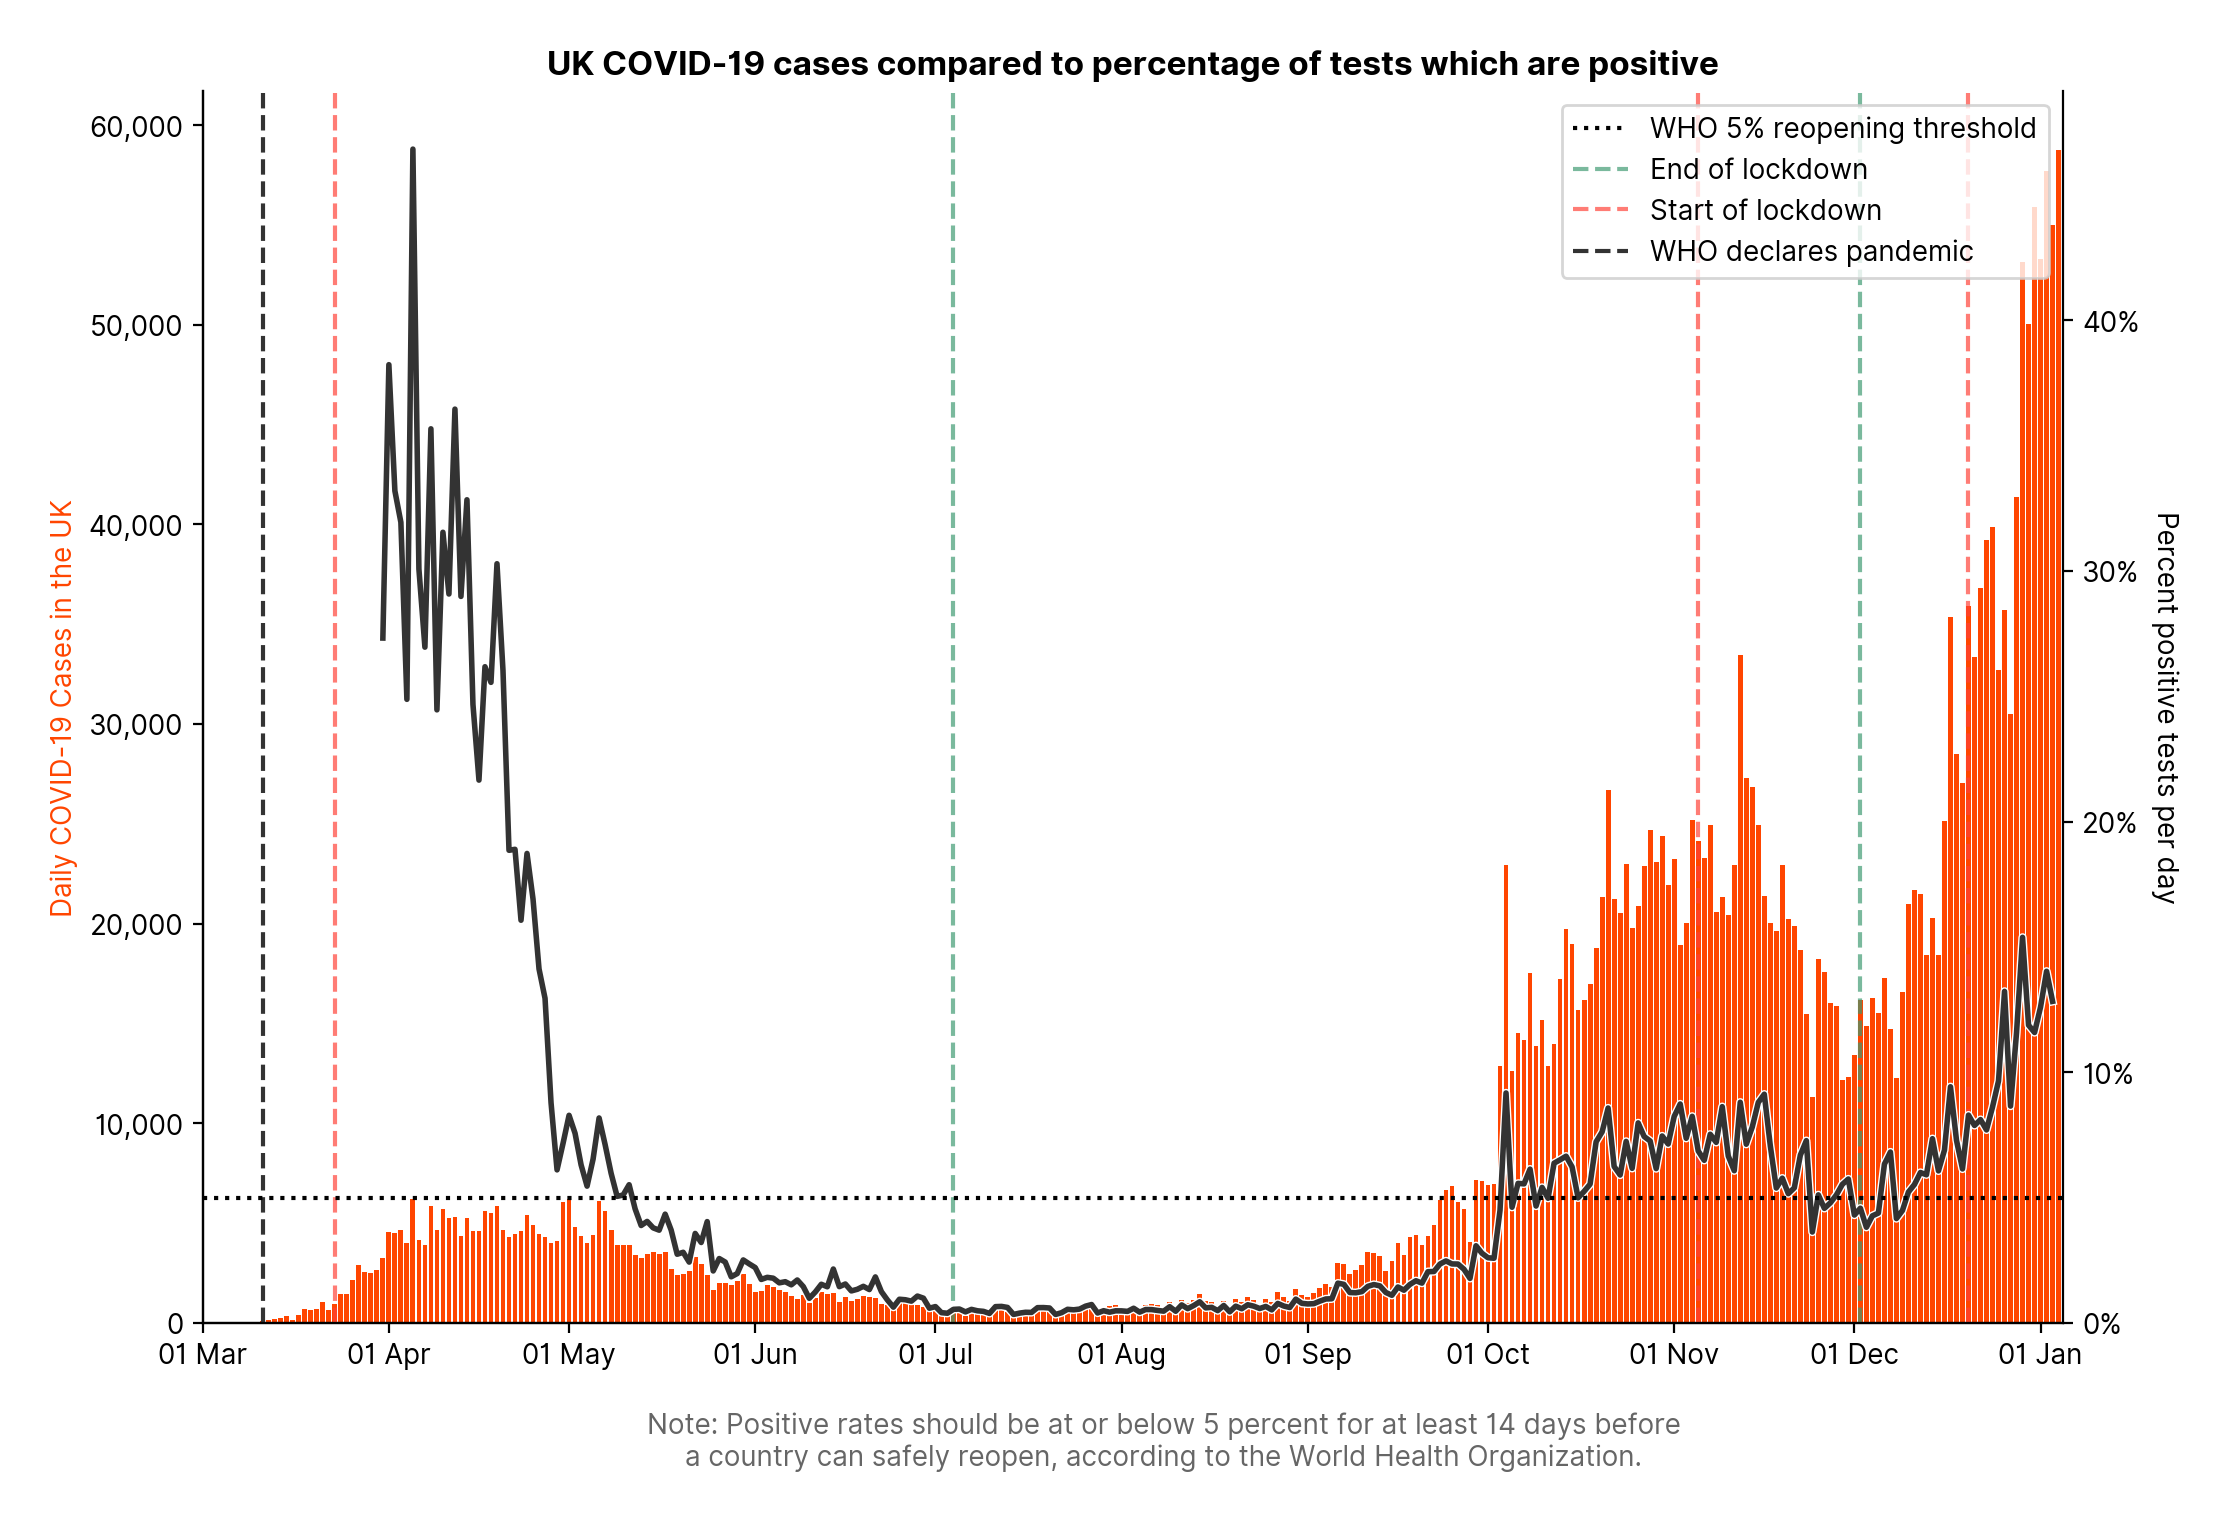 UK COVID-19 cases compared to percentage of tests which are positive
WHO 5% reopening threshold
End of lockdown
Start of lockdown
WHO declares pandemic
Daily COVID-19 Cases in the UK
60,000
50,000
40,000
30,000
20,000
10,000
0
40%
30%
20%
10%
0%
Percent positive tests per day
01 Mar
01 Apr
01 May
01 Jun
01 Jul
01 Aug
01 Sep
01 Oct
01 Nov
01 Dec
01 Jan
Note: Positive rates should be at or below 5 percent for at least 14 days before
a country can safely reopen, according to the World Health Organization.